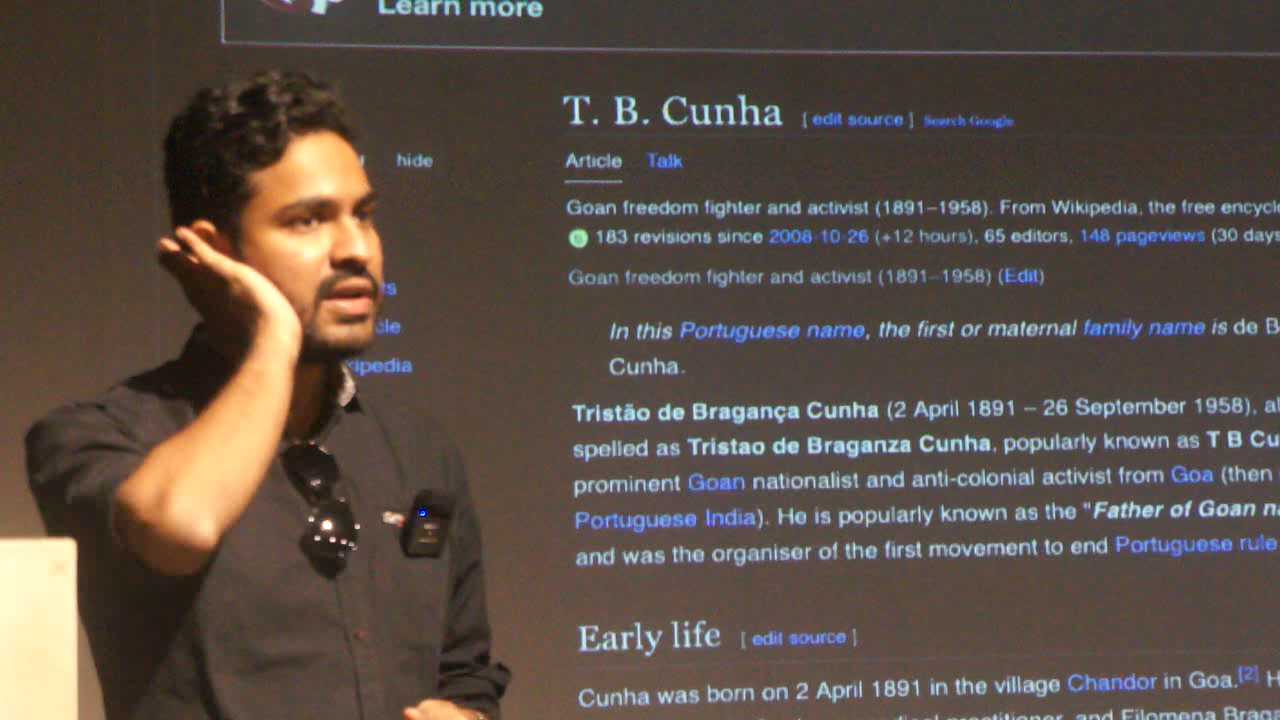 Learn more
hide
T. B. Cunha [ edit source ] Search Google
Article Talk
Goan freedom fighter and activist (1891–1958). From Wikipedia, the free encycl
183 revisions since 2008-10-26 (+12 hours), 65 editors, 148 pageviews (30 days
Goan freedom fighter and activist (1891–1958) (Edit)
In this Portuguese name, the first or maternal family name is de B
Cunha.
Tristão de Bragança Cunha (2 April 1891 – 26 September 1958), al
spelled as Tristao de Braganza Cunha, popularly known as T B Cu
prominent Goan nationalist and anti-colonial activist from Goa (then
Portuguese India). He is popularly known as the "Father of Goan na
and was the organiser of the first movement to end Portuguese rule
Early life [ edit source ]
Cunha was born on 2 April 1891 in the village Chandor in Goa.[2] H
medical practitioner, and Filomena Braga